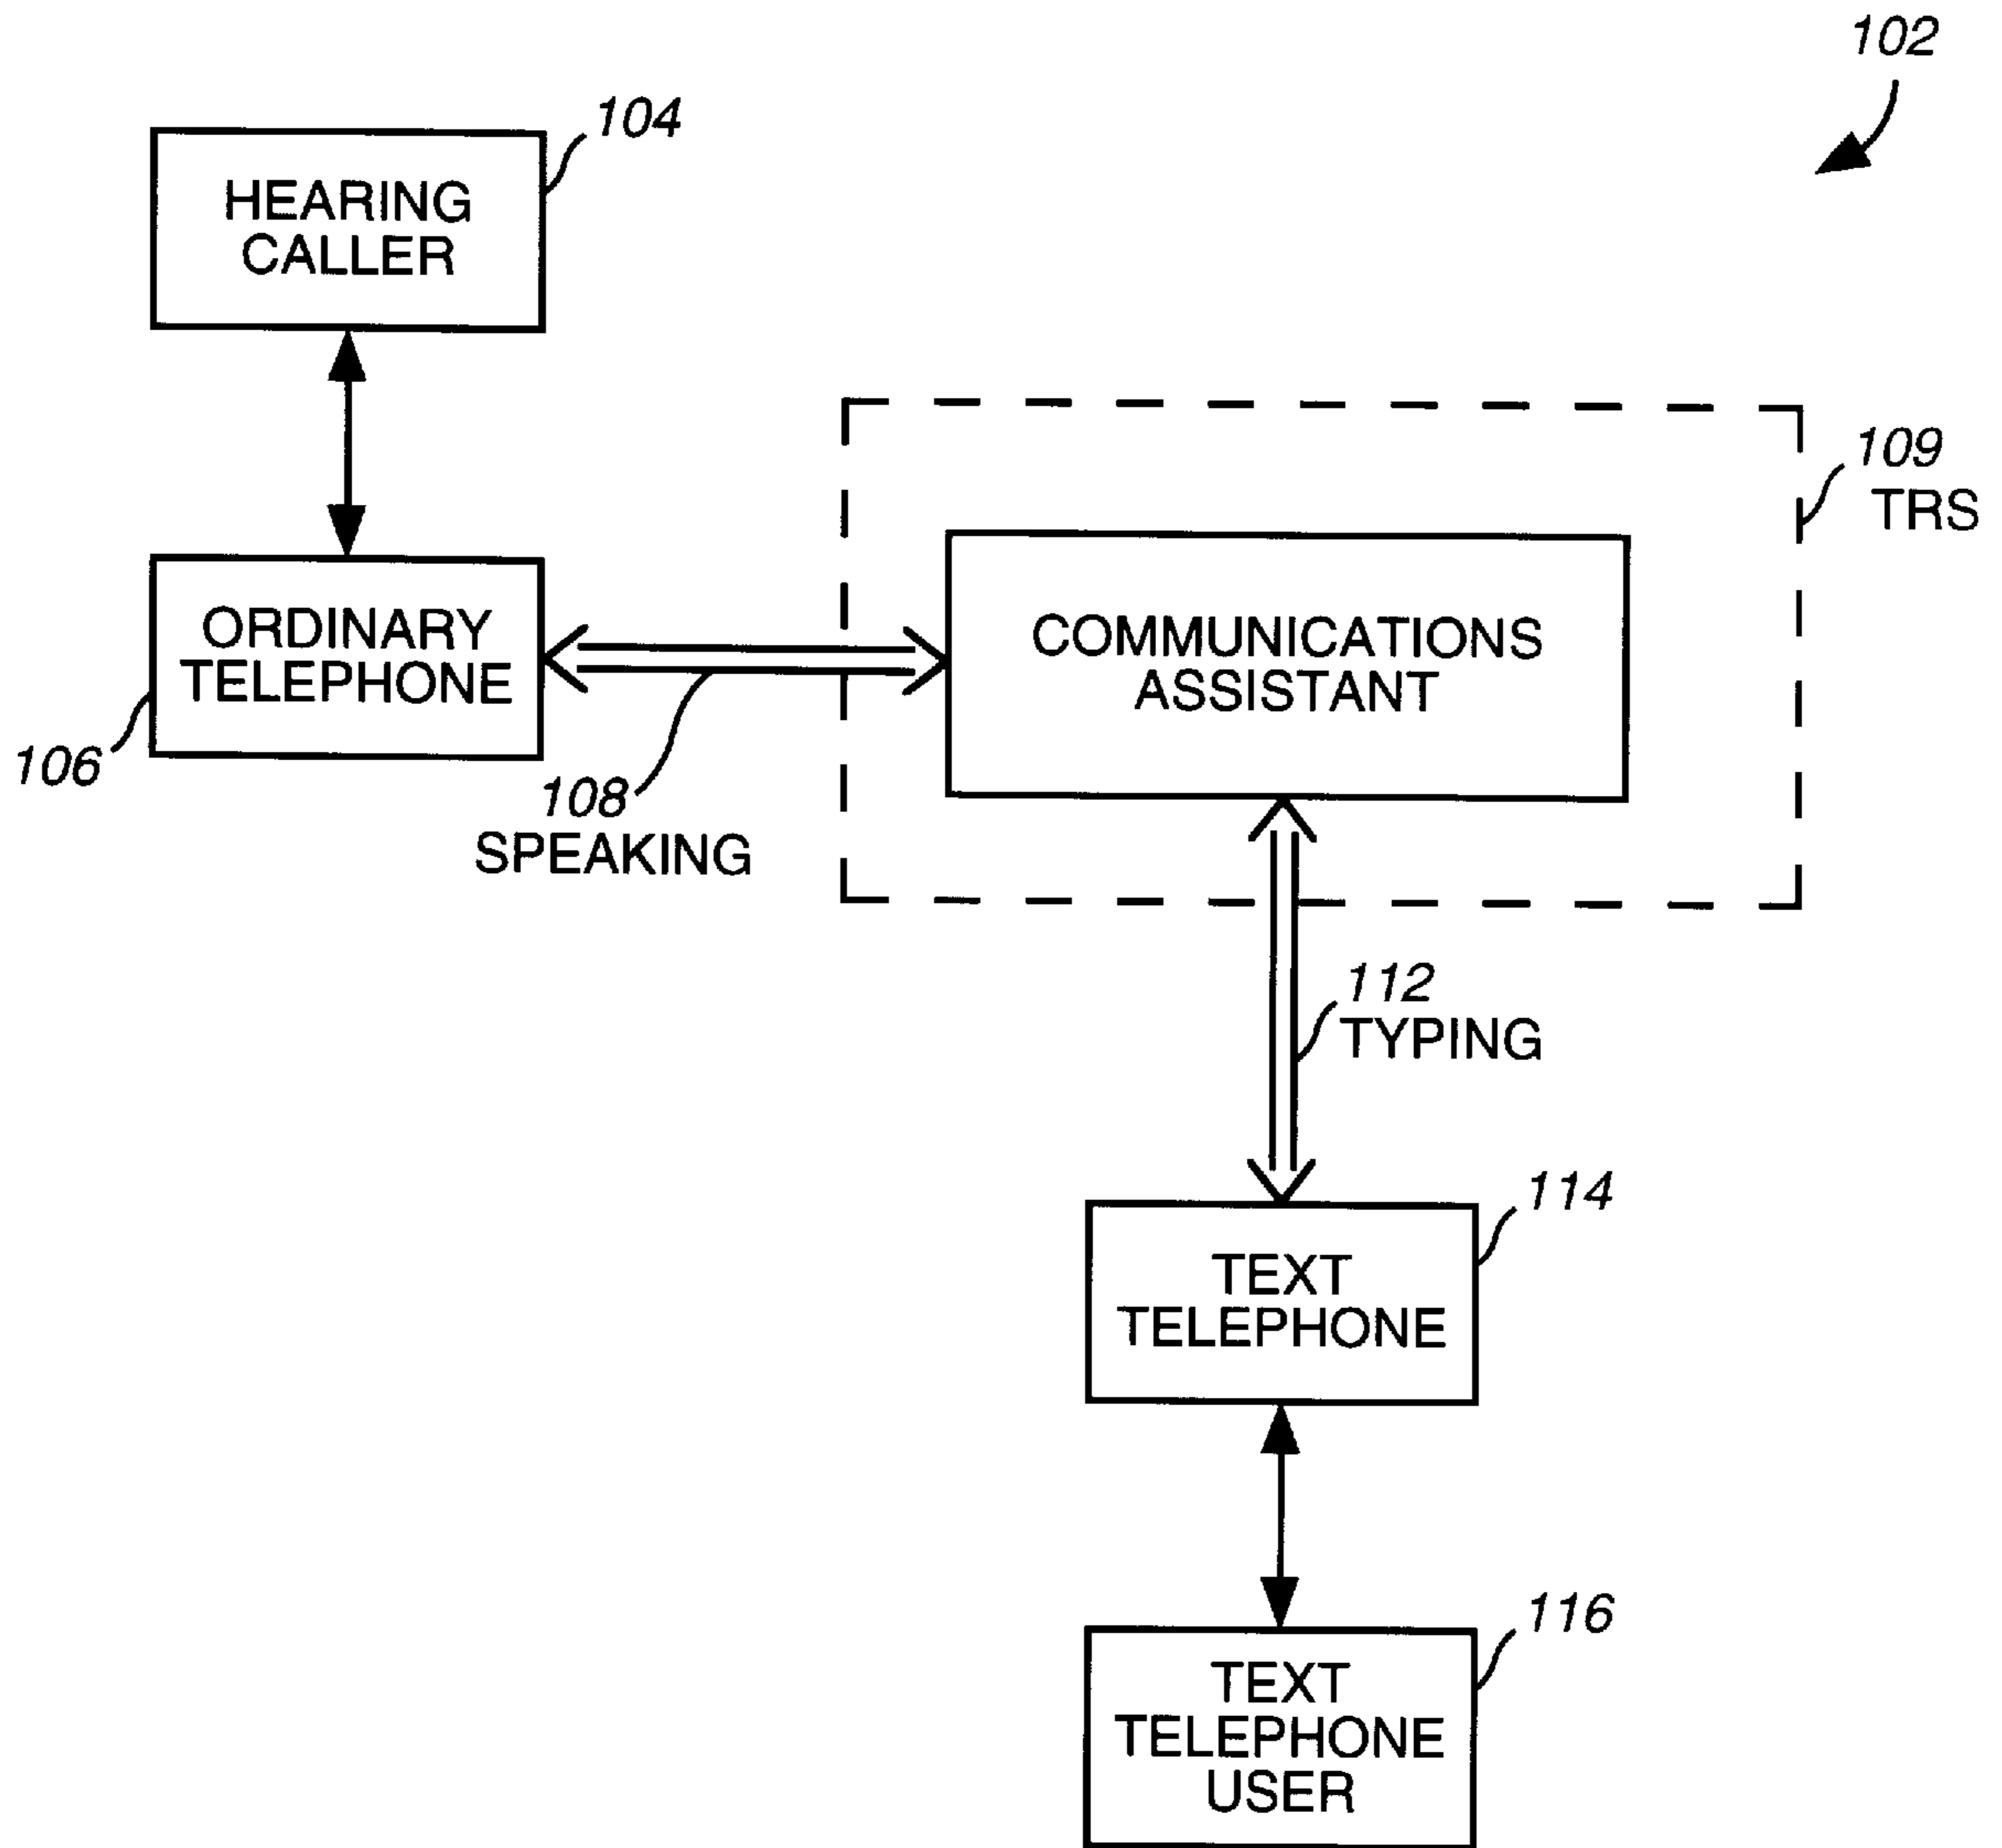 102
104
HEARING
CALLER
109
TRS
ORDINARY
TELEPHONE
COMMUNICATIONS
ASSISTANT
106
108
SPEAKING
112
TYPING
114
TEXT
TELEPHONE
116
TEXT
TELEPHONE
USER